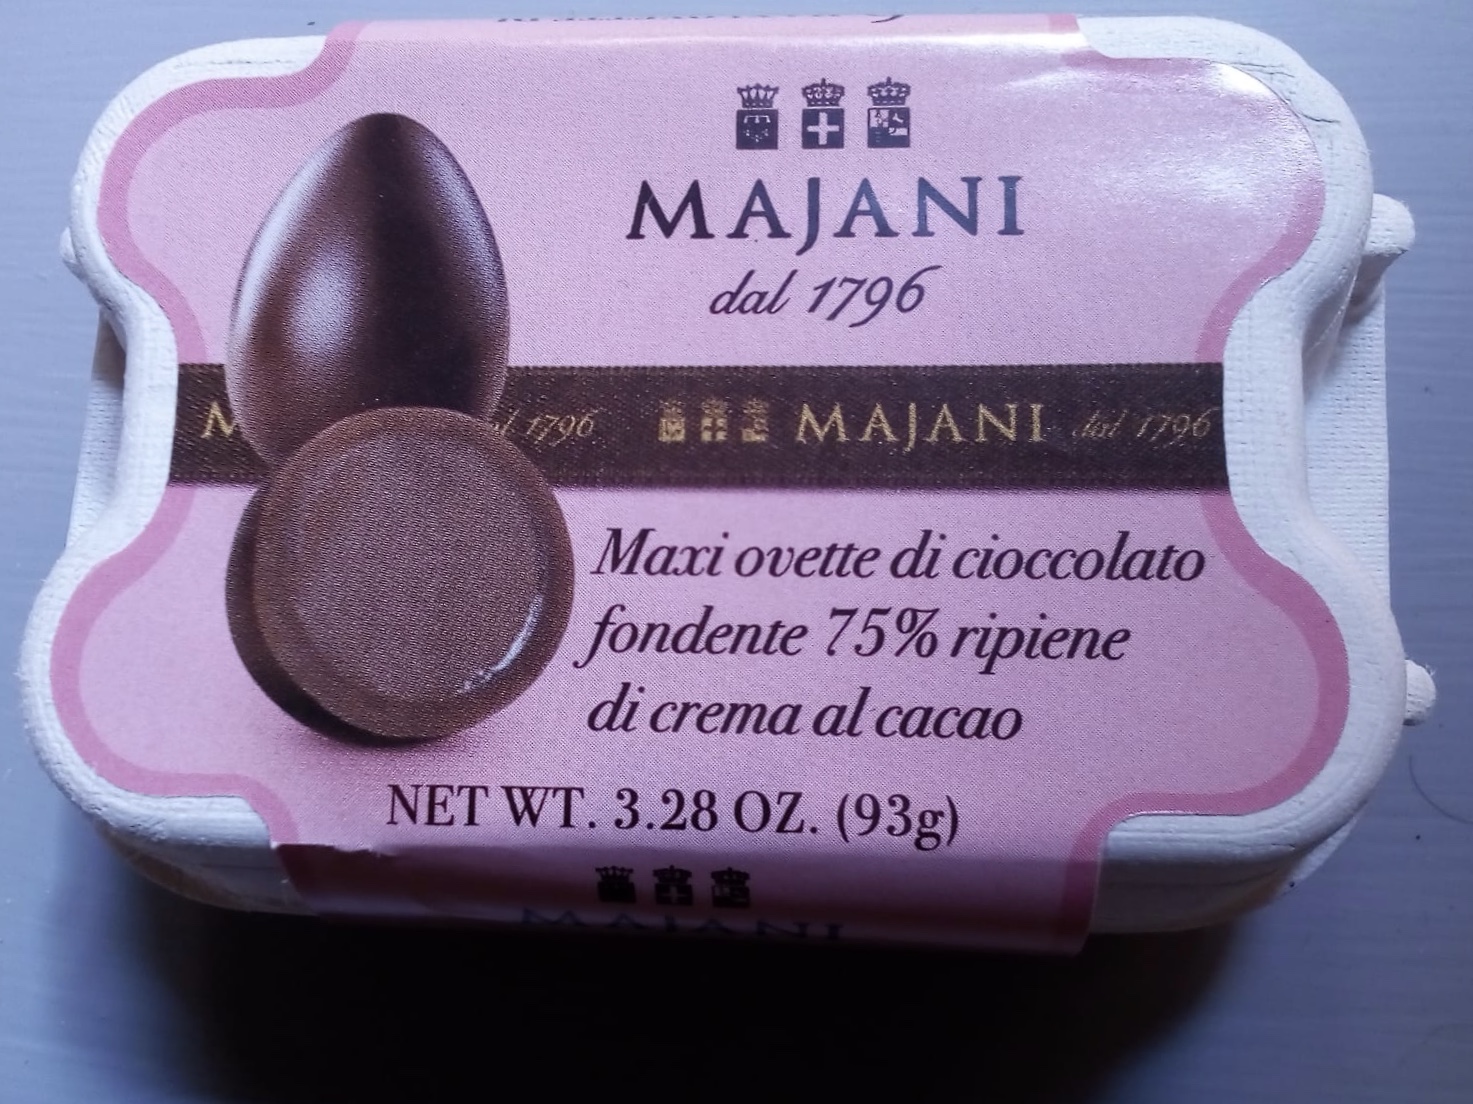 MAJANI
dal 1796
dal 1796 MAJANI dal 1796
Maxi ovette di cioccolato
fondente 75% ripiene
di crema al cacao
NET WT. 3.28 OZ. (93g)
MAJANI